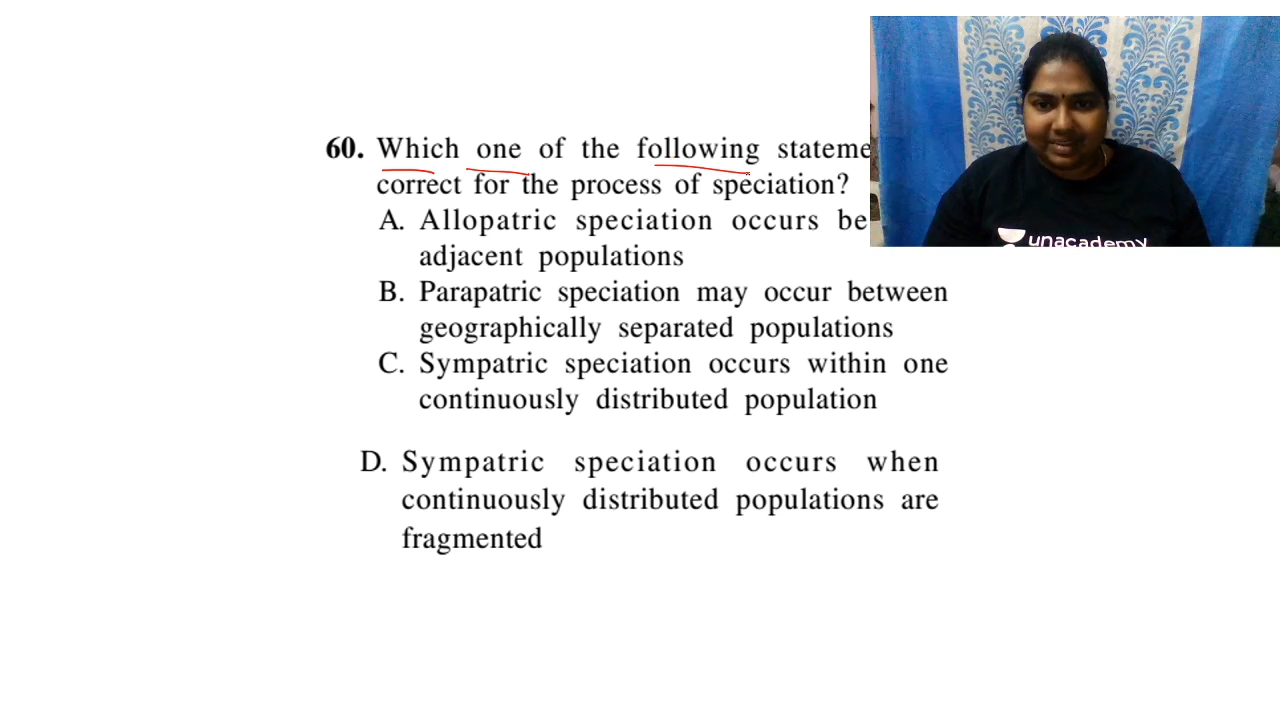 60. Which one of the following
correct for the process of speciation?
A. Allopatric speciation occurs
adjacent populations
B. Parapatric speciation may occur between
geographically separated populations
C. Sympatric speciation occurs within one
continuously distributed population
D. Sympatric speciation occurs when
continuously distributed populations are
fragmented
unacademy